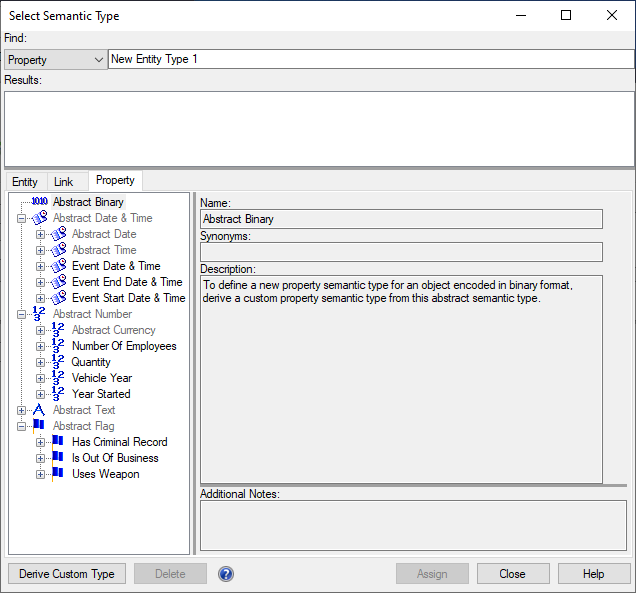 Select Semantic Type
Find:
Property
New Entity Type 1
Results:
Entity
Link
Property
1010 Abstract Binary
Abstract Date & Time
Abstract Date
Abstract Time
Event Date & Time
Event End Date & Time
Event Start Date & Time
Abstract Number
Abstract Currency
Number Of Employees
Quantity
Vehicle Year
Year Started
Abstract Text
Abstract Flag
Has Criminal Record
Is Out Of Business
Uses Weapon
Name:
Abstract Binary
Synonyms:
Description:
To define a new property semantic type for an object encoded in binary format,
derive a custom property semantic type from this abstract semantic type.
Additional Notes:
Derive Custom Type
Delete
?
Assign
Close
Help